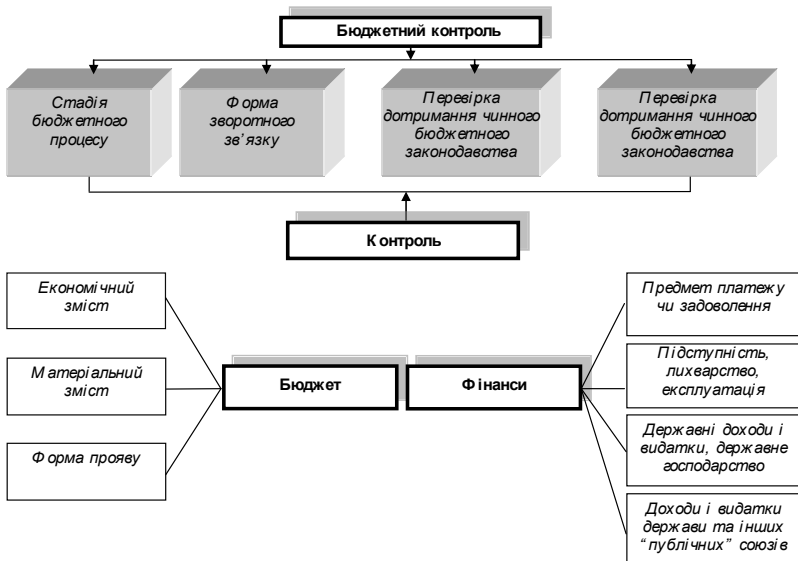 Бюджетний контроль
Стадія
бюджетного
процесу
Форма
зворотного
зв’язку
Перевірка
дотримання чинного
бюджетного
законодавства
Перевірка
дотримання чинного
бюджетного
законодавства
Контроль
Економічний
зміст
Матеріальний
зміст
Форма прояву
Бюджет
Фінанси
Предмет платежу
чи задоволення
Підступність,
лихварство,
експлуатація
Державні доходи і
видатки, державне
господарство
Доходи і видатки
держави та інших
“публічних” союзів